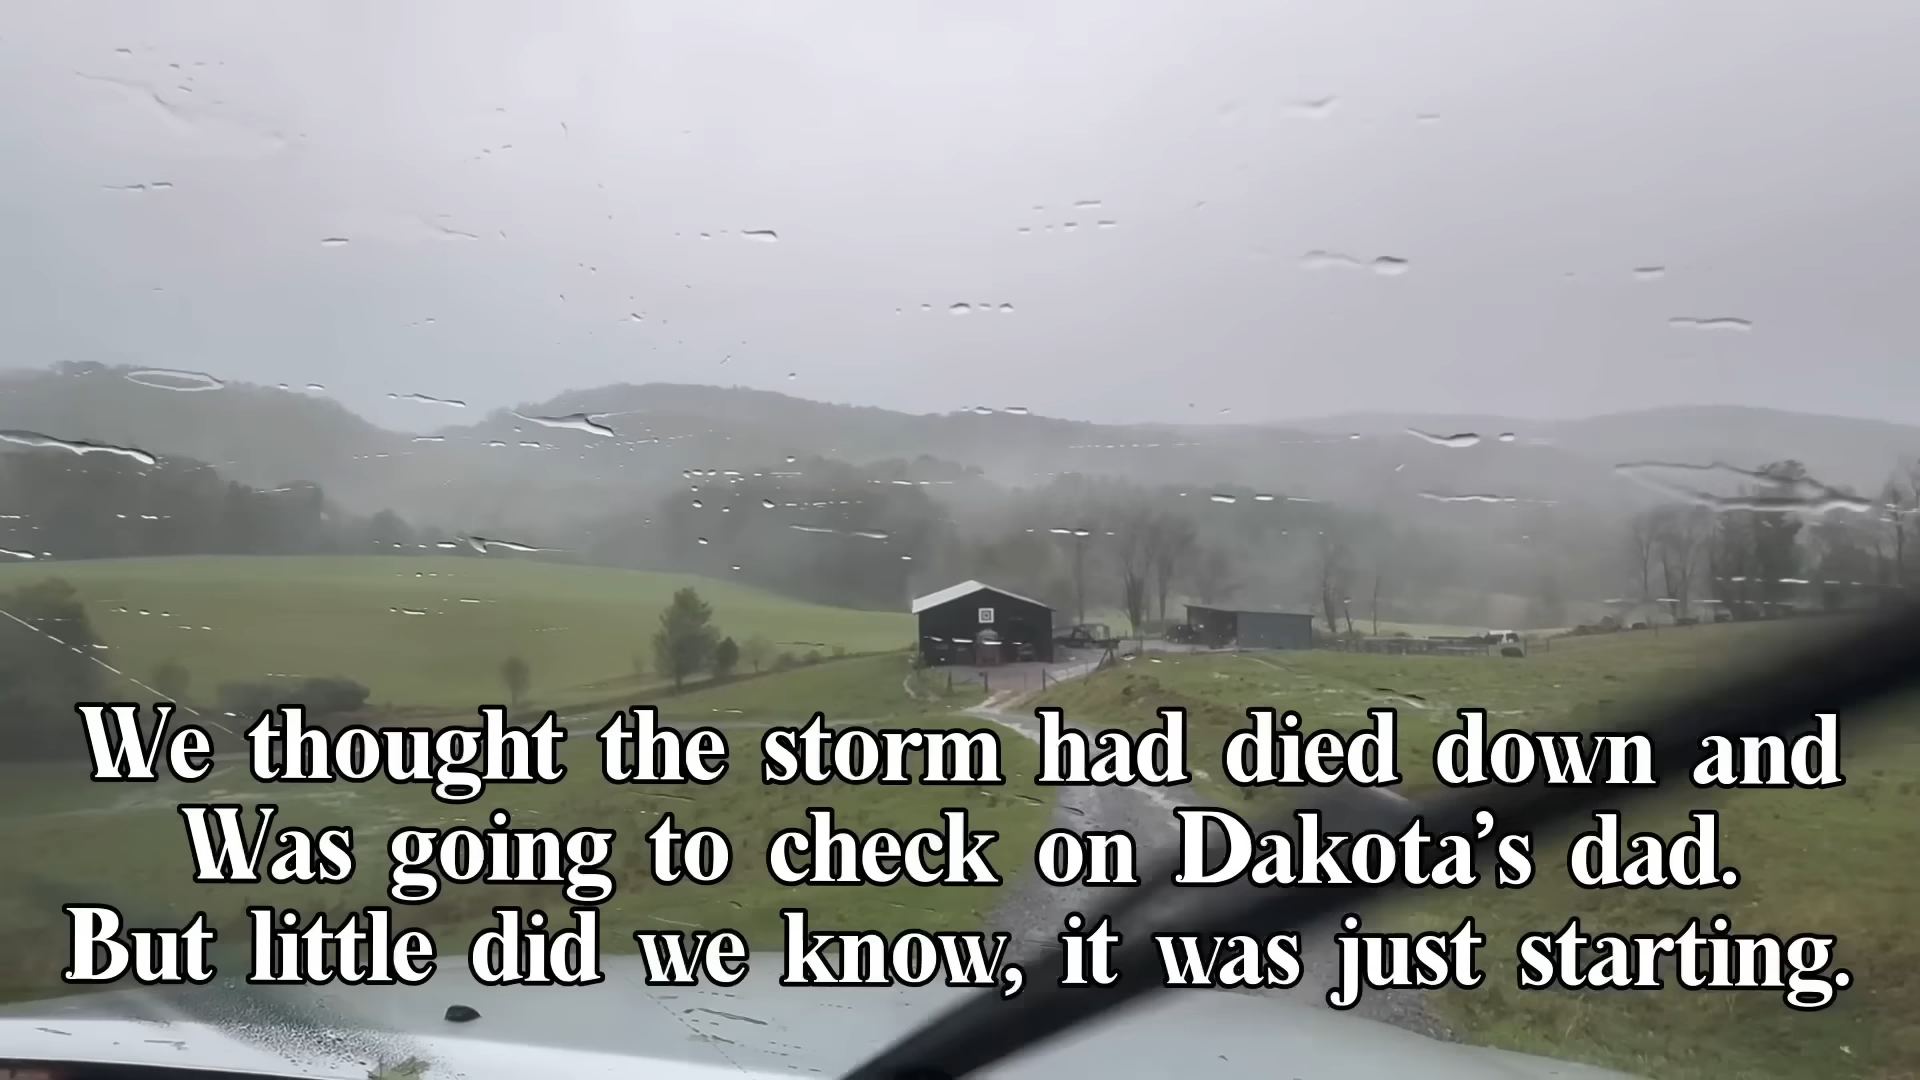 We thought the storm had died down and
Was going to check on Dakota's dad.
But little did we know, it was just starting.